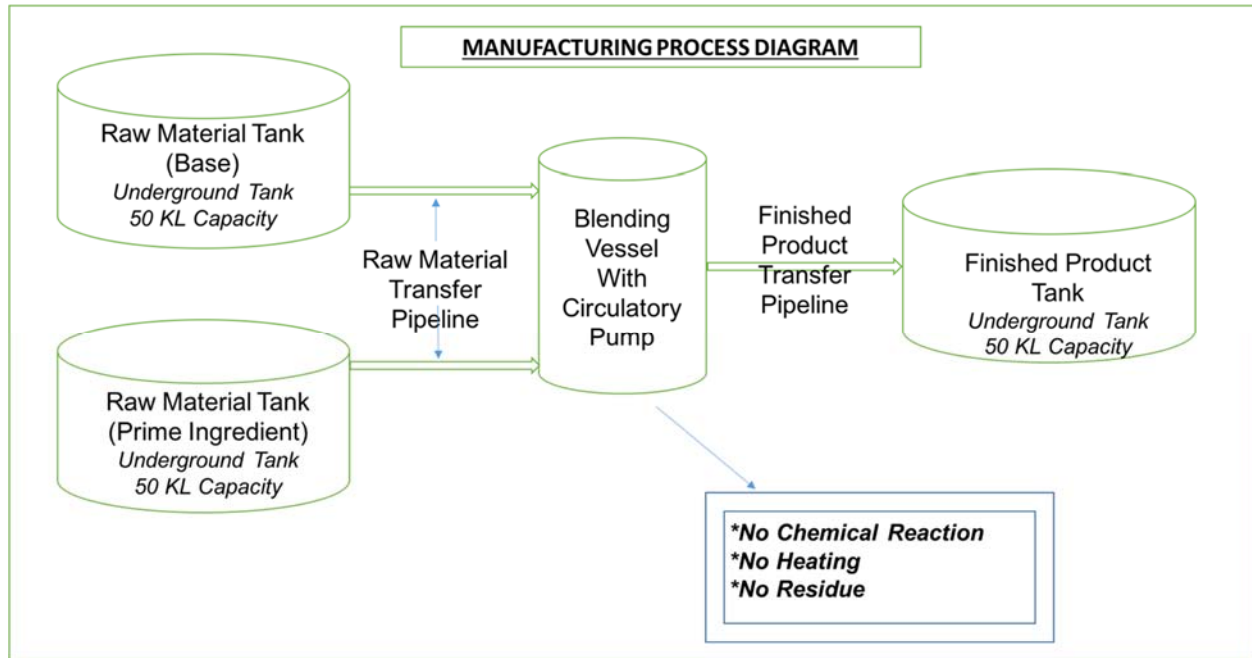 MANUFACTURING PROCESS DIAGRAM
Raw Material Tank
(Base)
Underground Tank
50 KL Capacity
Raw Material
Transfer
Pipeline
Raw Material Tank
(Prime Ingredient)
Underground Tank
50 KL Capacity
Blending
Vessel
With
Circulatory
Pump
Finished
Product
Transfer
Pipeline
Finished Product
Tank
Underground Tank
50 KL Capacity
*No Chemical Reaction
*No Heating
*No Residue